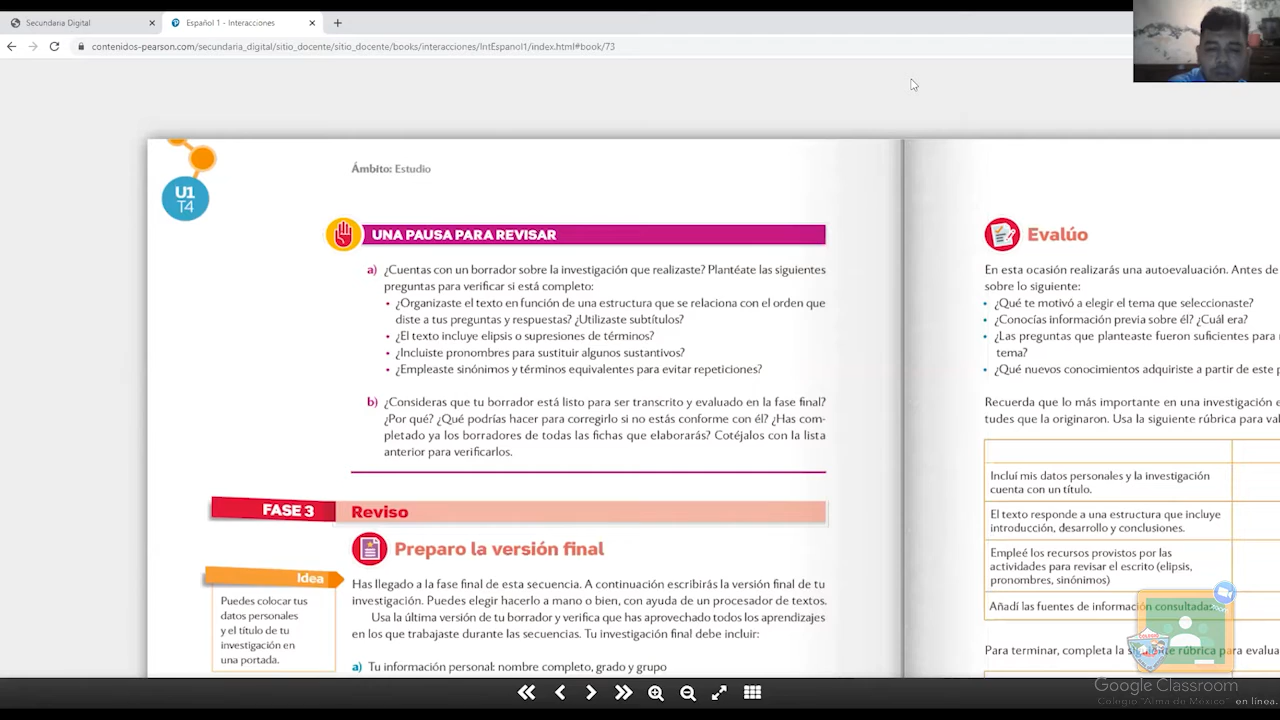 Secundaria Digital
Español 1 - Interacciones
contenidos-pearson.com/secundaria_digital/sitio_docente/sitio_docente/books/interacciones/IntEspanol1/index.html#book/73
U1
T4
Ámbito: Estudio
UNA PAUSA PARA REVISAR
a) ¿Cuentas con un borrador sobre la investigación que realizaste? Plantéate las siguientes
preguntas para verificar si está completo:
• ¿Organizaste el texto en función de una estructura que se relaciona con el orden que
diste a tus preguntas y respuestas? ¿Utilizaste subtítulos?
• ¿El texto incluye elipsis o supresiones de términos?
• ¿Incluiste pronombres para sustituir algunos sustantivos?
• ¿Empleaste sinónimos y términos equivalentes para evitar repeticiones?
b) ¿Consideras que tu borrador está listo para ser transcrito y evaluado en la fase final?
¿Por qué? ¿Qué podrías hacer para corregirlo si no estás conforme con él? ¿Has com-
pletado ya los borradores de todas las fichas que elaborarás? Cotéjalos con la lista
anterior para verificarlos.
FASE 3
Reviso
Preparo la versión final
Idea
Puedes colocar tus
datos personales
y el título de tu
investigación en
una portada.
Has llegado a la fase final de esta secuencia. A continuación escribirás la versión final de tu
investigación. Puedes elegir hacerlo a mano o bien, con ayuda de un procesador de textos.
Usa la última versión de tu borrador y verifica que has aprovechado todos los aprendizajes
en los que trabajaste durante las secuencias. Tu investigación final debe incluir:
a) Tu información personal: nombre completo, grado y grupo
Evalúo
En esta ocasión realizarás una autoevaluación. Antes de
sobre lo siguiente:
• ¿Qué te motivó a elegir el tema que seleccionaste?
• ¿Conocías información previa sobre él? ¿Cuál era?
• ¿Las preguntas que planteaste fueron suficientes para
tema?
• ¿Qué nuevos conocimientos adquiriste a partir de este
Recuerda que lo más importante en una investigación
tudes que la originaron. Usa la siguiente rúbrica para
Incluí mis datos personales y la investigación
cuenta con un título.
El texto responde a una estructura que incluye
introducción, desarrollo y conclusiones.
Empleé los recursos provistos por las
actividades para revisar el escrito (elipsis,
pronombres, sinónimos)
Añadí las fuentes de información consultadas.
Para terminar, completa la siguiente rúbrica para
Google Classroom
Colegio "Alma de México" en línea.